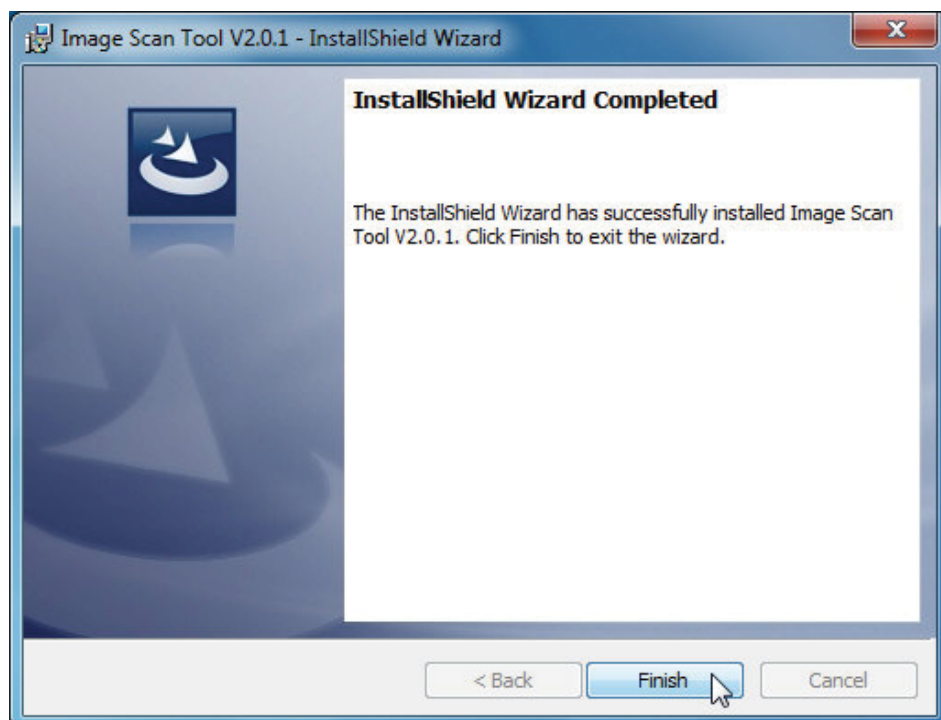 Image Scan Tool V2.0.1 - InstallShield Wizard
InstallShield Wizard Completed
The InstallShield Wizard has successfully installed Image Scan
Tool V2.0.1. Click Finish to exit the wizard.
< Back
Finish
Cancel